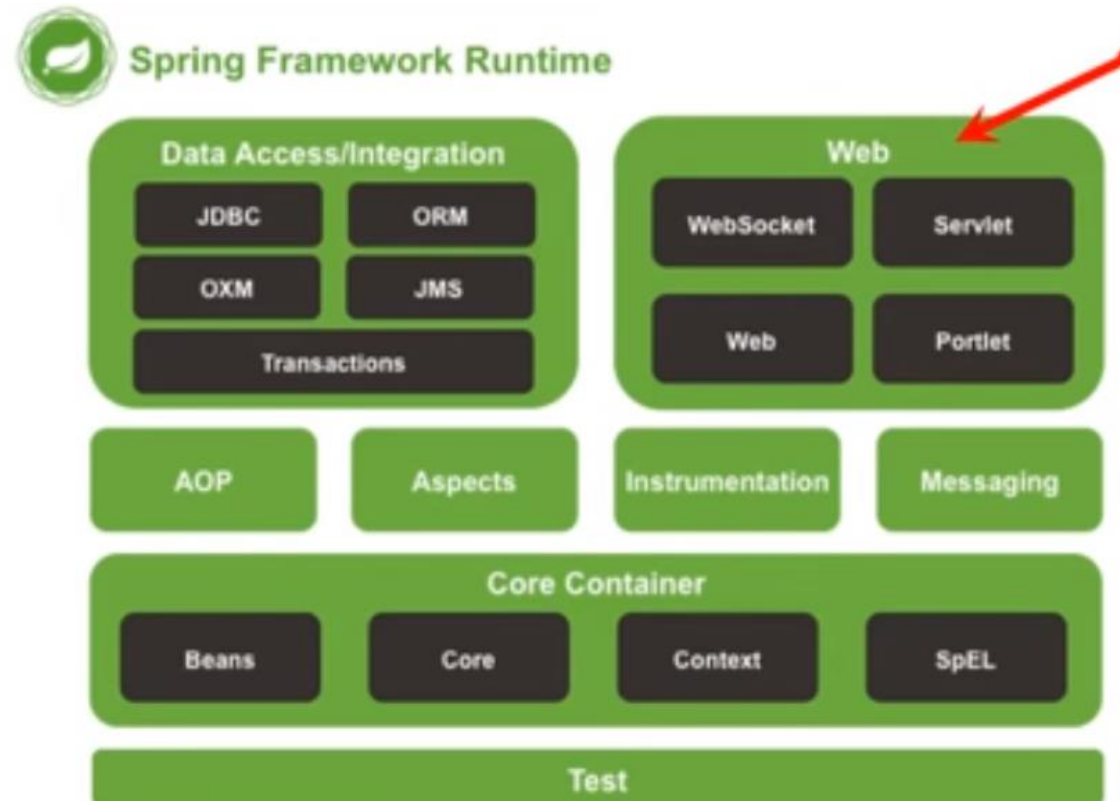 Spring Framework Runtime
Data Access/Integration
JDBC ORM
OXM JMS
Transactions
Web
WebSocket Servlet
Web Portlet
AOP Aspects Instrumentation Messaging
Core Container
Beans Core Context SpEL
Test